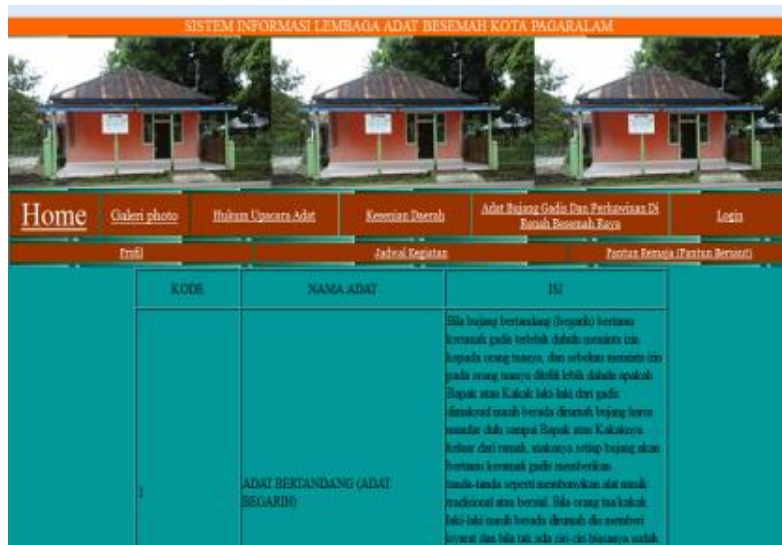 SISTEM INFORMASI LEMBAGA ADAT BESEMAH KOTA PAGARALAM
Home
Galeri photo
Hukum Upacara Adat
Kesenian Daerah
Adat Bujang Gadis Dan Perkawinan Di
Ranah Besemah Raya
Login
Profil
Jadwal Kegiatan
Pantun Remaja (Pantun Bersaut)
KODE
NAMA ADAT
ISI
1
ADAT BERTANDANG (ADAT
BEGARIH)
Bila bujang bertandang (begarih) bertamu
kerumah gadis terlebih dahulu meminta izin
kepada orang tuanya, dan sebelum meminta izin
pada orang tuanya diteliti lebih dahulu apakah
Bapak atau Kakak laki-laki dari gadis
dimaksud masih berada dirumah bujang harus
mundur dulu sampai Bapak atau Kakaknya
keluar dari rumah, makanya setiap bujang akan
bertamu kerumah gadis memberikan
tanda-tanda seperti membunyikan alat musik
tradisional atau bersiul. Bila orang tua/kakak
laki-laki masih berada dirumah dia memberi
isyarat dan bila tak ada ciri-ciri biasanya sudah